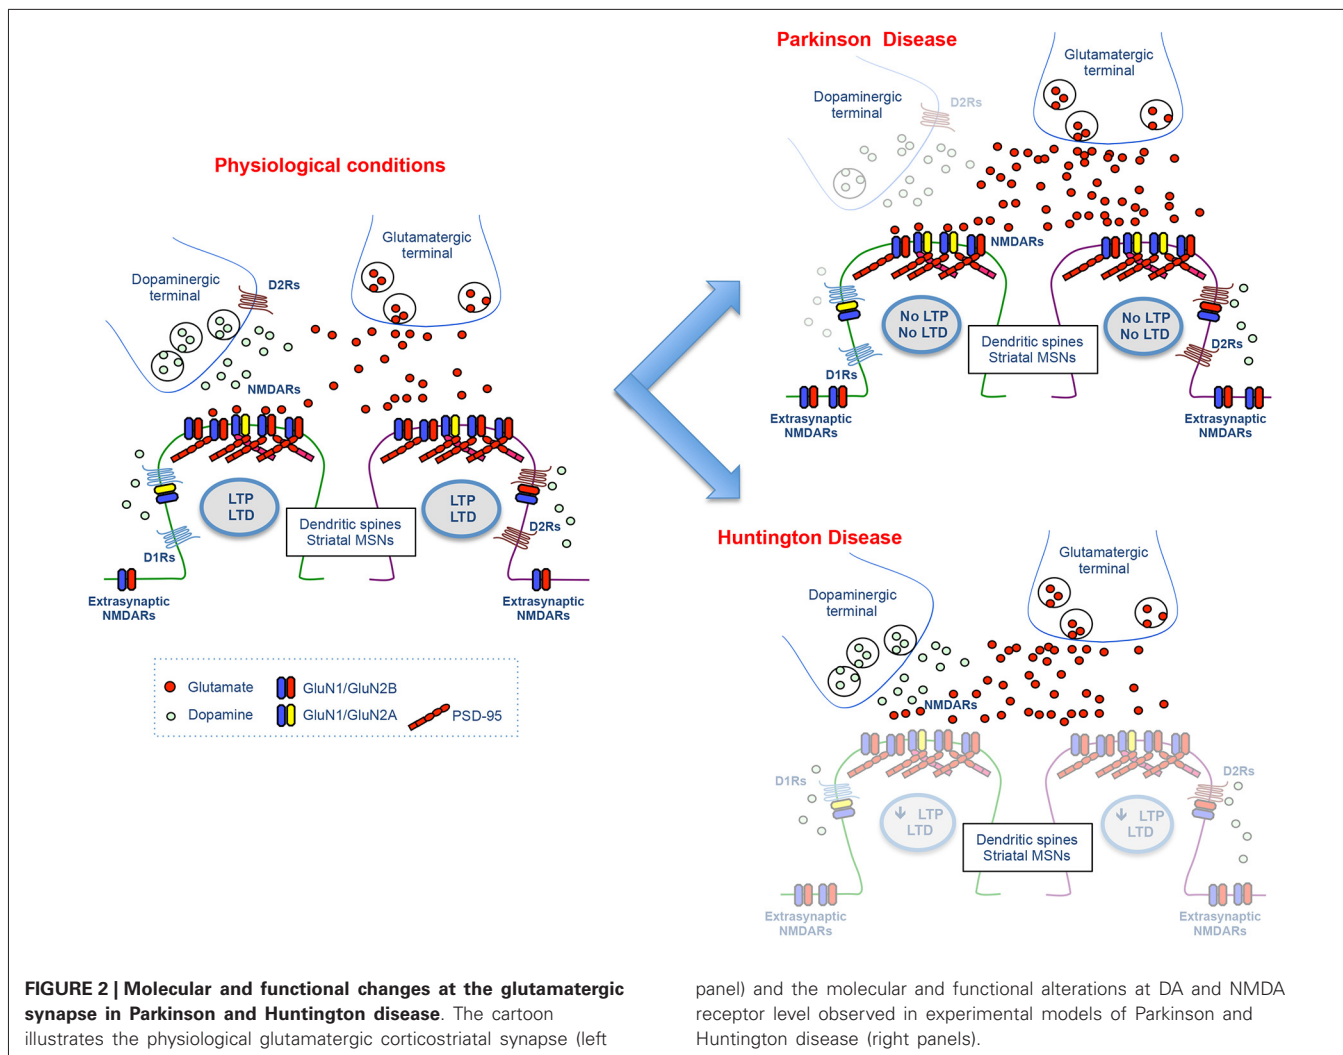 Physiological conditions
Glutamatergic
terminal
Dopaminergic
terminal
D2Rs
NMDARs
LTP
LTD
LTP
LTD
Dendritic spines
Striatal MSNs
D1Rs
D2Rs
Extrasynaptic
NMDARs
Extrasynaptic
NMDARs
Glutamate
GluN1/GluN2B
Dopamine
GluN1/GluN2A
PSD-95
Parkinson Disease
Glutamatergic
terminal
Dopaminergic
terminal
D2Rs
NMDARs
No LTP
No LTD
No LTP
No LTD
Dendritic spines
Striatal MSNs
D1Rs
D2Rs
Extrasynaptic
NMDARs
Extrasynaptic
NMDARs
Huntington Disease
Glutamatergic
terminal
Dopaminergic
terminal
NMDARs
D1Rs
D2Rs
↓ LTP
LTD
↓ LTP
LTD
Dendritic spines
Striatal MSNs
Extrasynaptic
NMDARs
Extrasynaptic
NMDARs
FIGURE 2 | Molecular and functional changes at the glutamatergic
synapse in Parkinson and Huntington disease. The cartoon
illustrates the physiological glutamatergic corticostriatal synapse (left
panel) and the molecular and functional alterations at DA and NMDA
receptor level observed in experimental models of Parkinson and
Huntington disease (right panels).